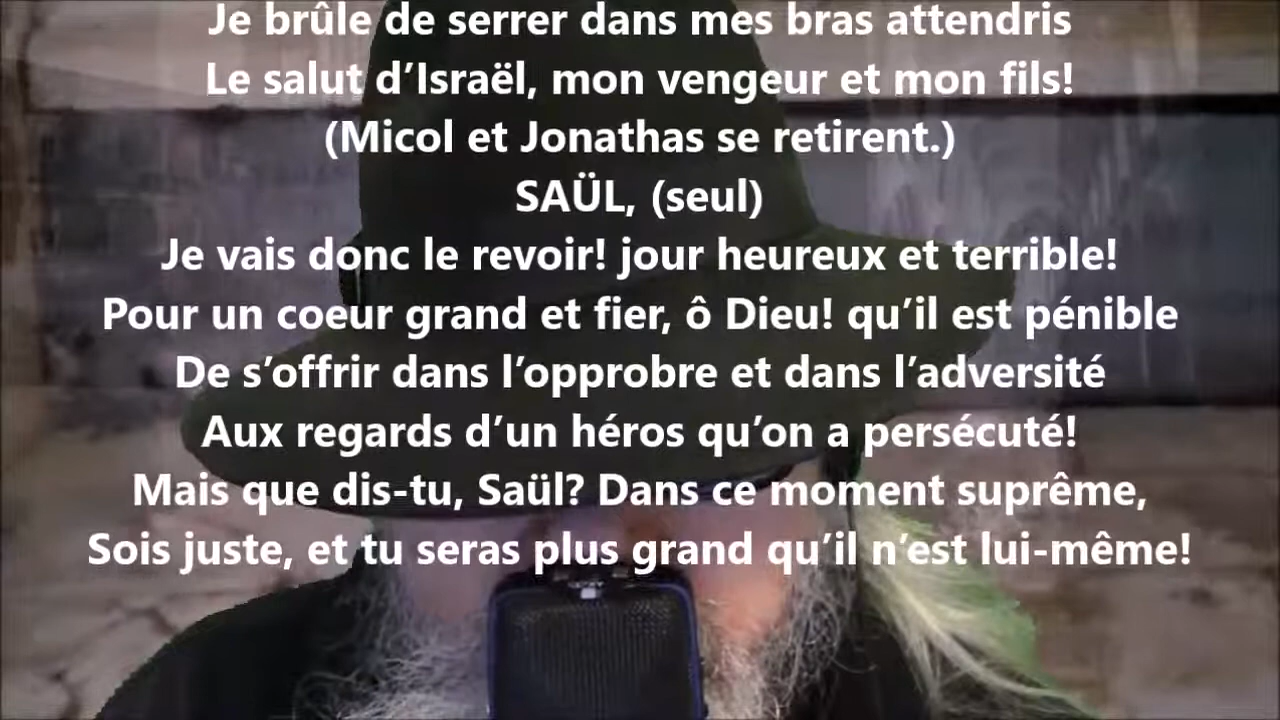 Je brûle de serrer dans mes bras attendris
Le salut d’Israël, mon vengeur et mon fils!
(Micol et Jonathas se retirent.)
SAÜL, (seul)
Je vais donc le revoir! jour heureux et terrible!
Pour un coeur grand et fier, ô Dieu! qu’il est pénible
De s’offrir dans l’opprobre et dans l’adversité
Aux regards d’un héros qu’on a persécuté!
Mais que dis-tu, Saül? Dans ce moment suprême,
Sois juste, et tu seras plus grand qu’il n’est lui-même!